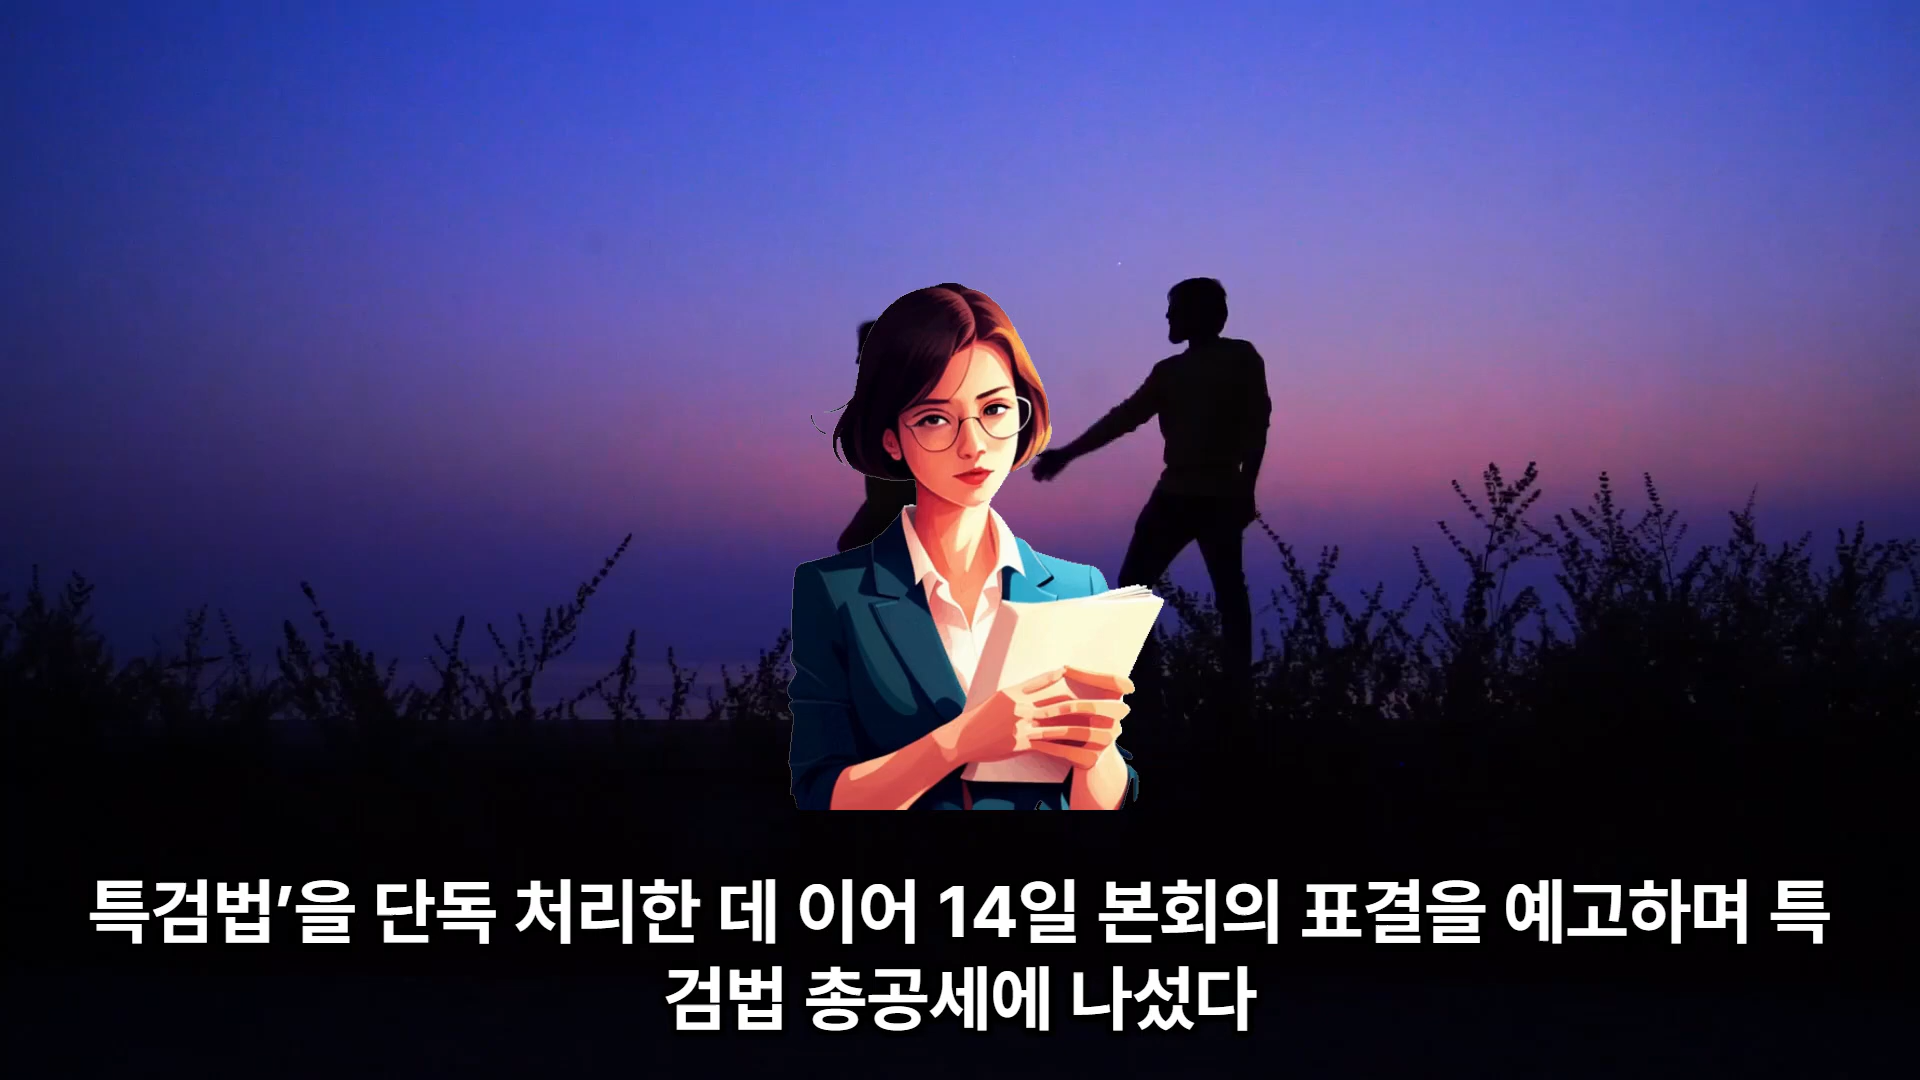 특검법’을 단독 처리한 데 이어 14일 본회의 표결을 예고하며 특
검법 총공세에 나섰다